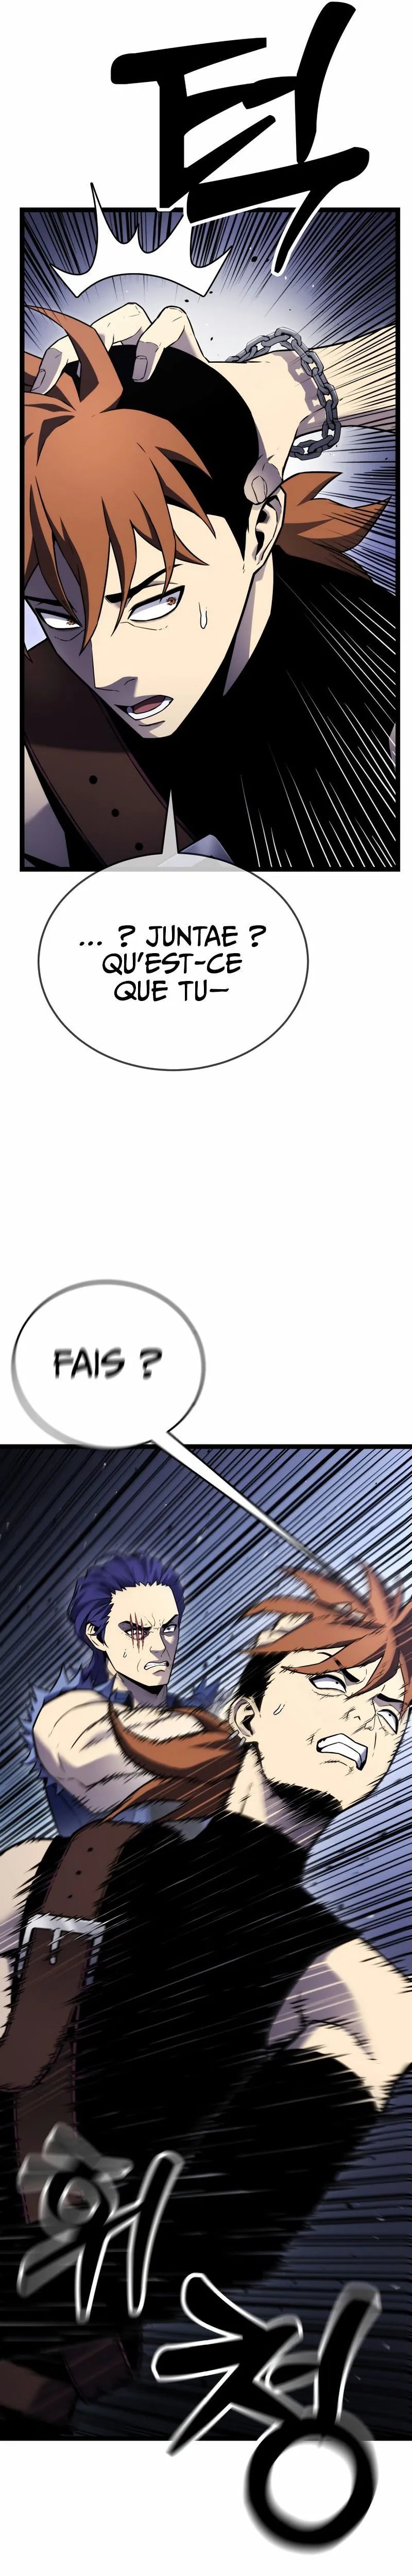 턱
... ? JUNTAE ?
QU'EST-CE
QUE TU—
FAIS ?
휘
청